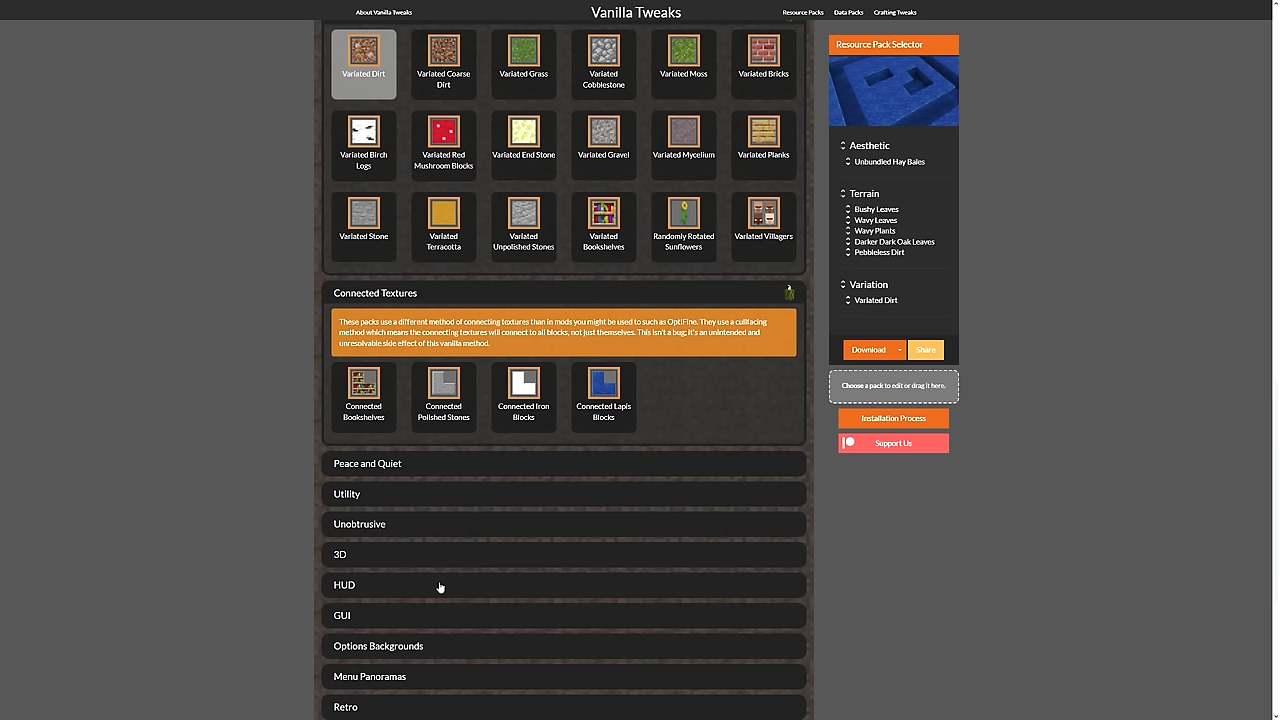 About Vanilla Tweaks
Vanilla Tweaks
Resource Packs
Data Packs
Crafting Tweaks
Variated Dirt
Variated Coarse
Dirt
Variated Grass
Variated
Cobblestone
Variated Moss
Variated Bricks
Variated Birch
Logs
Variated Red
Mushroom Blocks
Variated End Stone
Variated Gravel
Variated Mycelium
Variated Planks
Variated Stone
Variated
Terracotta
Variated
Unpolished Stones
Variated
Bookshelves
Randomly Rotated
Sunflowers
Variated Villagers
Connected Textures
These packs use a different method of connecting textures than in mods you might be used to such as OptiFine. They use a cullfacing
method which means the connecting textures will connect to all blocks, not just themselves. This isn't a bug; it's an unintended and
unresolvable side effect of this vanilla method.
Connected
Bookshelves
Connected
Polished Stones
Connected Iron
Blocks
Connected Lapis
Blocks
Peace and Quiet
Utility
Unobtrusive
3D
HUD
GUI
Options Backgrounds
Menu Panoramas
Retro
Resource Pack Selector
Aesthetic
Unbundled Hay Bales
Terrain
Bushy Leaves
Wavy Leaves
Wavy Plants
Darker Dark Oak Leaves
Pebbleless Dirt
Variation
Variated Dirt
Download
Share
Choose a pack to edit or drag it here.
Installation Process
Support Us